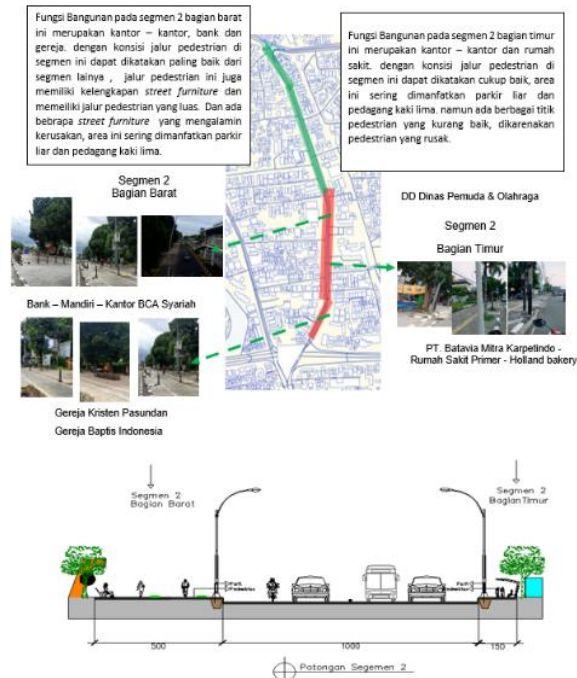 Fungsi Bangunan pada segmen 2 bagian barat
ini merupakan kantor – kantor, bank dan
gereja. dengan konsisi jalur pedestrian di
segmen ini dapat dikatakan paling baik dari
segmen lainya , jalur pedestrian ini juga
memiliki kelengkapan street furniture dan
memeiliki jalur pedestrian yang luas. Dan ada
bebrapa street furniture yang mengalamin
kerusakan, area ini sering dimanfatkan parkir
liar dan pedagang kaki lima.
Fungsi Bangunan pada segmen 2 bagian timur
ini merupakan kantor – kantor dan rumah
sakit. dengan konsisi jalur pedestrian di
segmen ini dapat dikatakan cukup baik, area
ini sering dimanfatkan parkir liar dan
pedagang kaki lima. namun ada berbagai titik
pedestrian yang kurang baik, dikarenakan
pedestrian yang rusak.
Segmen 2
Bagian Barat
DD Dinas Pemuda & Olahraga
Segmen 2
Bagian Timur
Bank – Mandiri – Kantor BCA Syariah
PT. Batavia Mitra Karpetindo -
Rumah Sakit Primer - Holland bakery
Gereja Kristen Pasundan
Gereja Baptis Indonesia
Segmen 2
Bagian Barat
Segmen 2
BagianTimur
500
1000
150
Potongan Segmen 2